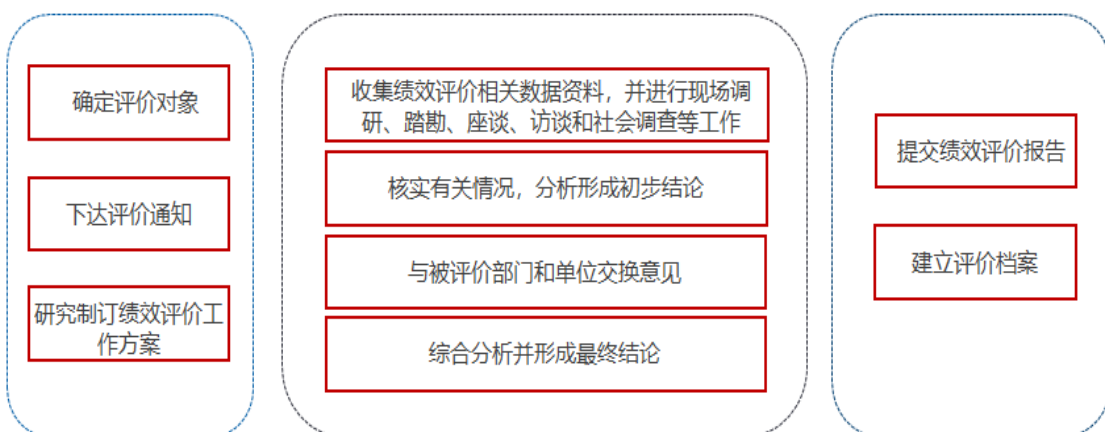 确定评价对象
下达评价通知
研究制订绩效评价工
作方案
收集绩效评价相关数据资料，并进行现场调
研、踏勘、座谈、访谈和社会调查等工作
核实有关情况，分析形成初步结论
与被评价部门和单位交换意见
综合分析并形成最终结论
提交绩效评价报告
建立评价档案